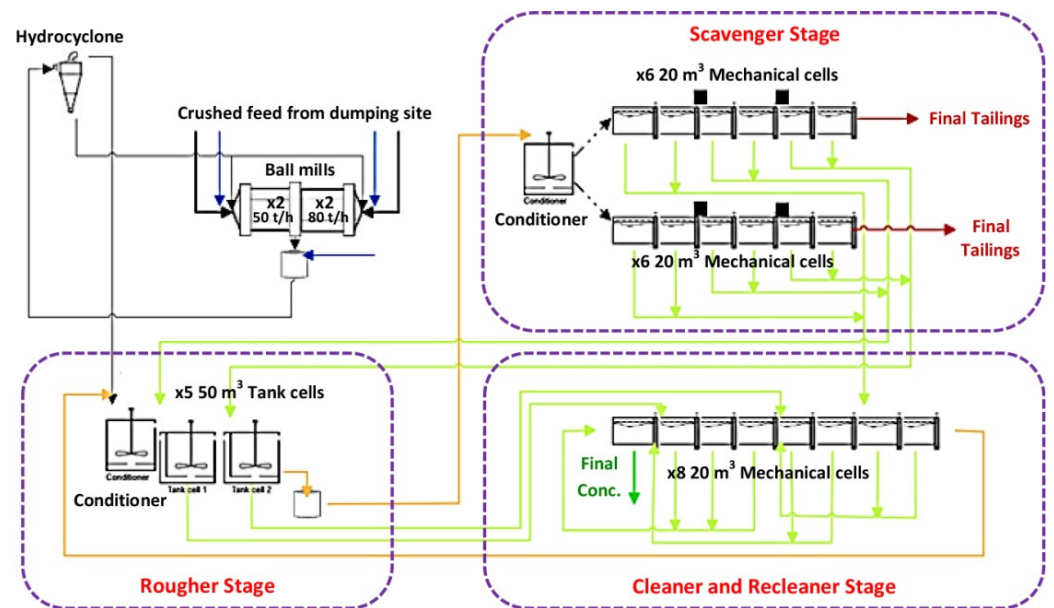 Scavenger Stage
Hydrocyclone
x6 20 m³ Mechanical cells
Crushed feed from dumping site
Final Tailings
Ball mills
x2
50 t/h
x2
80 t/h
Conditioner
Conditioner
Final
Tailings
x6 20 m³ Mechanical cells
x5 50 m³ Tank cells
Conditioner
Tank cell 1
Tank cell 2
Conditioner
Final
Conc.
x8 20 m³ Mechanical cells
Rougher Stage
Cleaner and Recleaner Stage